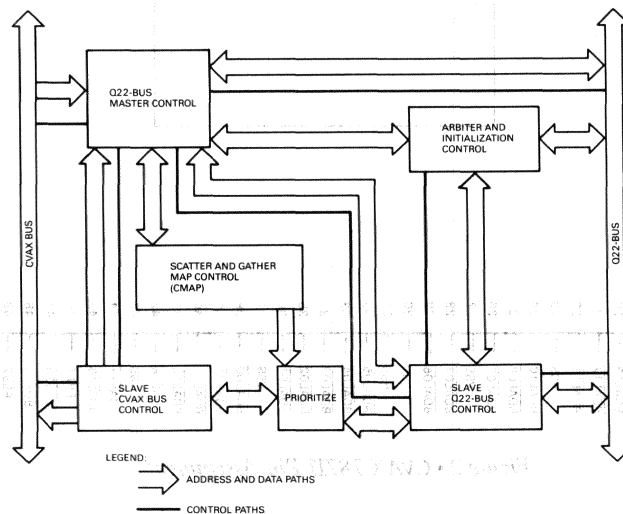 Q22-BUS
MASTER CONTROL
ARBITER AND
INITIALIZATION
CONTROL
CVAX BUS
Q22-BUS
SCATTER AND GATHER
MAP CONTROL
(CMAP)
SLAVE
CVAX BUS
CONTROL
PRIORITIZE
SLAVE
Q22-BUS
CONTROL
LEGEND:
ADDRESS AND DATA PATHS
CONTROL PATHS